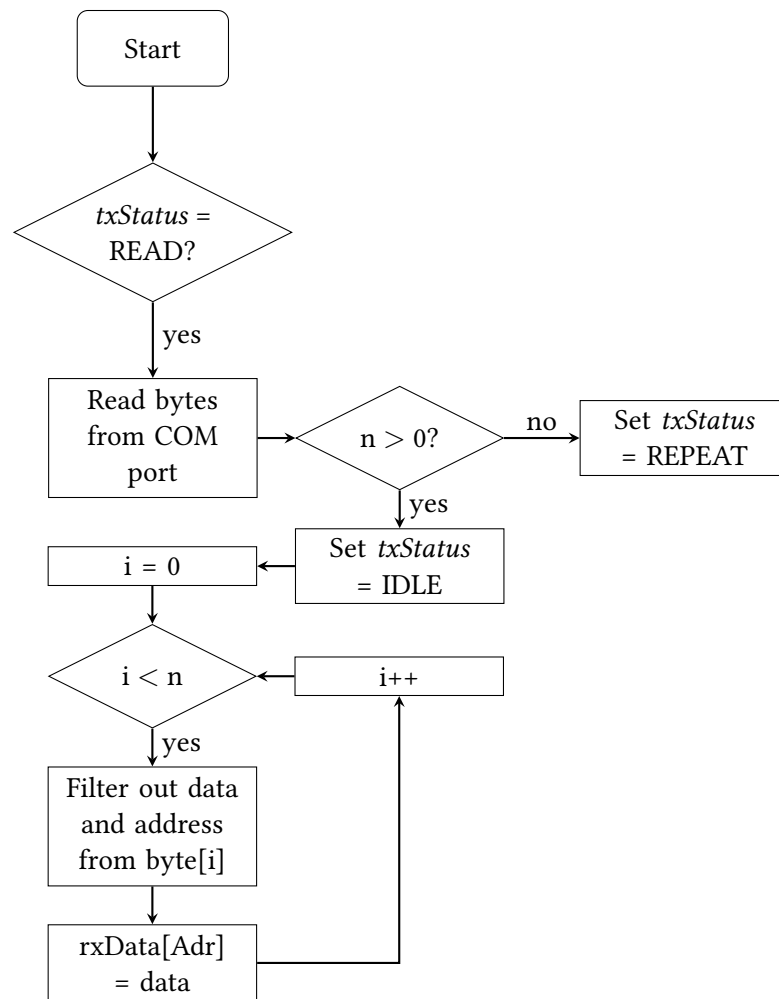 Start
txStatus =
READ?
yes
Read bytes
from COM
port
n > 0?
no
Set txStatus
= REPEAT
yes
Set txStatus
= IDLE
i = 0
i < n
i++
yes
Filter out data
and address
from byte[i]
rxData[Adr]
= data